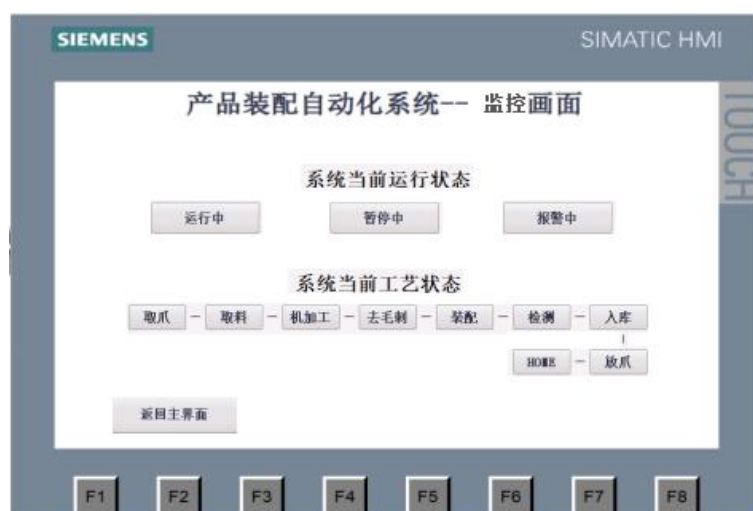 SIEMENS
SIMATIC HMI
TOUCH
产品装配自动化系统-- 监控画面
系统当前运行状态
运行中 暂停中 报警中
系统当前工艺状态
取爪 - 取料 - 机加工 - 去毛刺 - 装配 - 检测 - 入库
HOME - 放爪
返回主界面
F1 F2 F3 F4 F5 F6 F7 F8